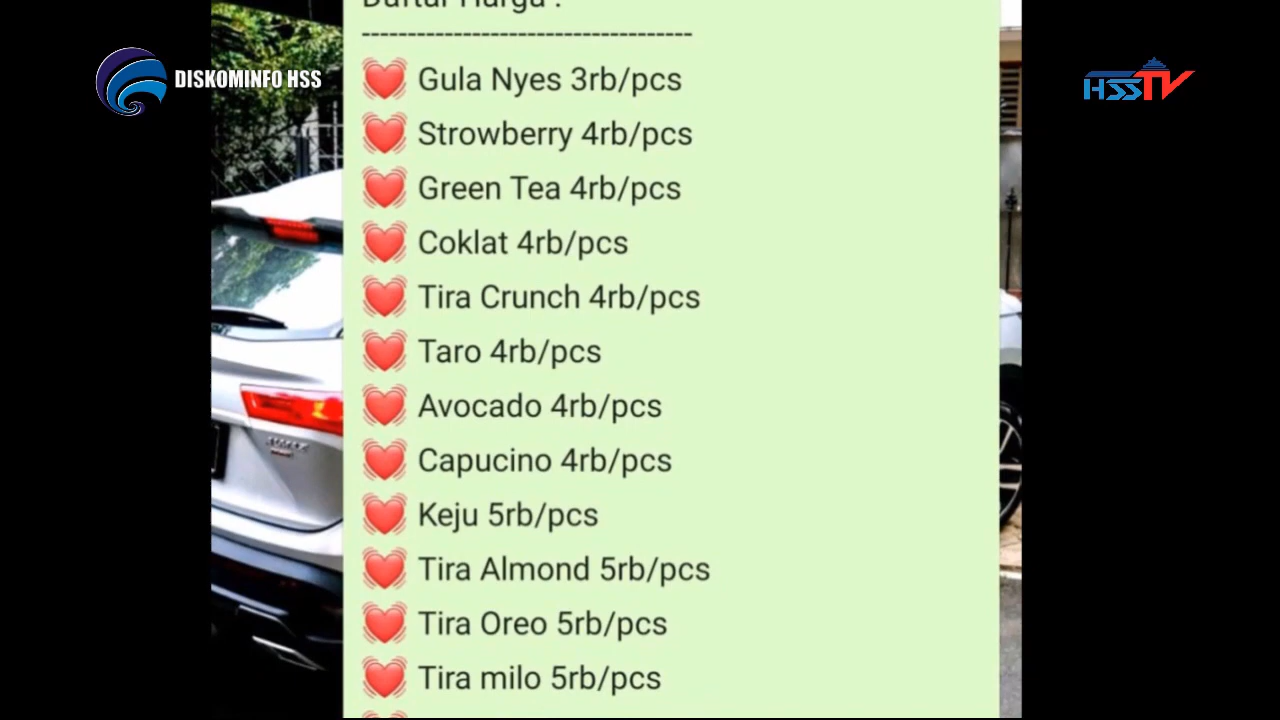 Daftar Harga :
------------------------------------
DISKOMINFO HSS
HSSTV
Gula Nyes 3rb/pcs
Strowberry 4rb/pcs
Green Tea 4rb/pcs
Coklat 4rb/pcs
Tira Crunch 4rb/pcs
Taro 4rb/pcs
Avocado 4rb/pcs
Capucino 4rb/pcs
Keju 5rb/pcs
Tira Almond 5rb/pcs
Tira Oreo 5rb/pcs
Tira milo 5rb/pcs